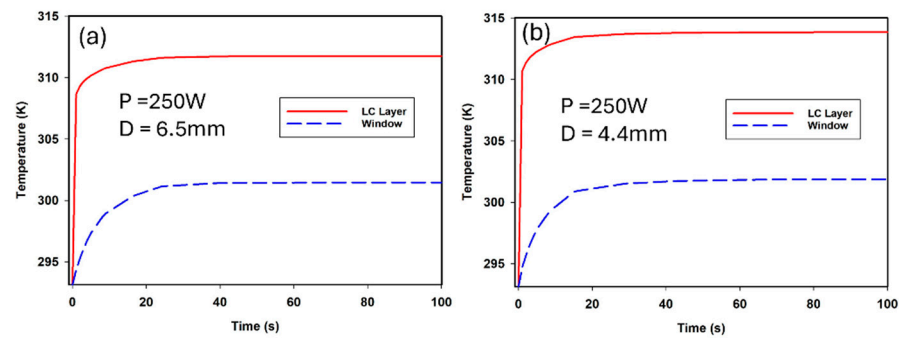 (a)
P =250W
D = 6.5mm
LC Layer
Window
Temperature (K)
315
310
305
300
295
0 20 40 60 80 100
Time (s)
(b)
P =250W
D = 4.4mm
LC Layer
Window
Temperature (K)
315
310
305
300
295
0 20 40 60 80 100
Time (s)